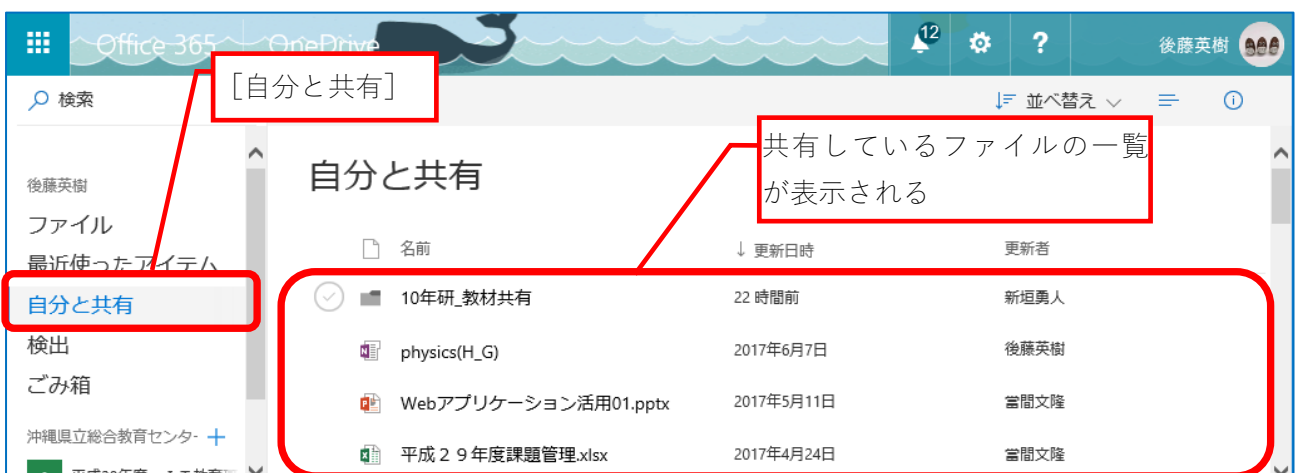 Office 365 OneDrive 12 ? 後藤英樹
[自分と共有]
検索 並べ替え
共有しているファイルの一覧
が表示される
自分と共有
後藤英樹
ファイル
最近使ったアイテム
自分と共有
検出
ごみ箱
沖縄県立総合教育センタ-
名前 ↓ 更新日時 更新者
10年研_教材共有 22 時間前 新垣勇人
physics(H_G) 2017年6月7日 後藤英樹
Webアプリケーション活用01.pptx 2017年5月11日 當間文隆
平成29年度課題管理.xlsx 2017年4月24日 當間文隆